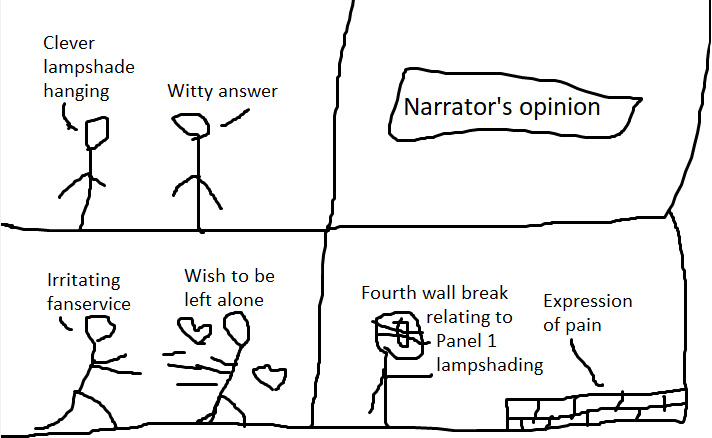 Clever
lampshade
hanging
Witty answer
Narrator's opinion
Irritating
fanservice
Wish to be
left alone
Fourth wall break
relating to
Panel 1
lampshading
Expression
of pain